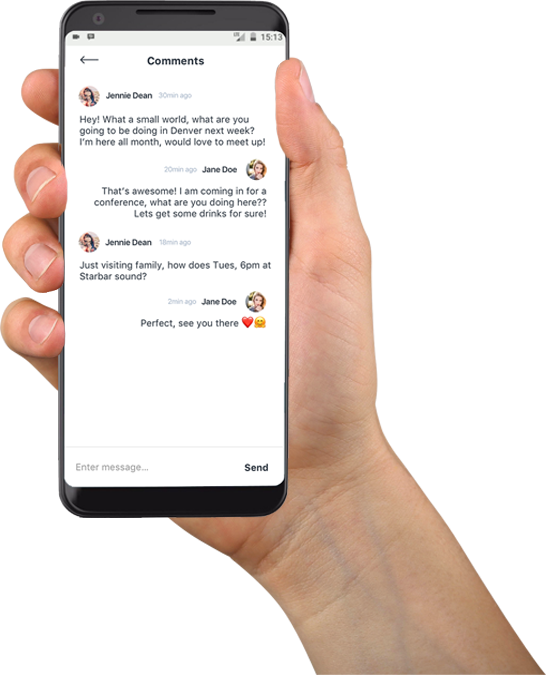 15:13
Comments
Jennie Dean 30min ago
Hey! What a small world, what are you
going to be doing in Denver next week?
I'm here all month, would love to meet up!
20min ago Jane Doe
That's awesome! I am coming in for a
conference, what are you doing here??
Lets get some drinks for sure!
Jennie Dean 18min ago
Just visiting family, how does Tues, 6pm at
Starbar sound?
2min ago Jane Doe
Perfect, see you there ❤️🤗
Enter message...
Send